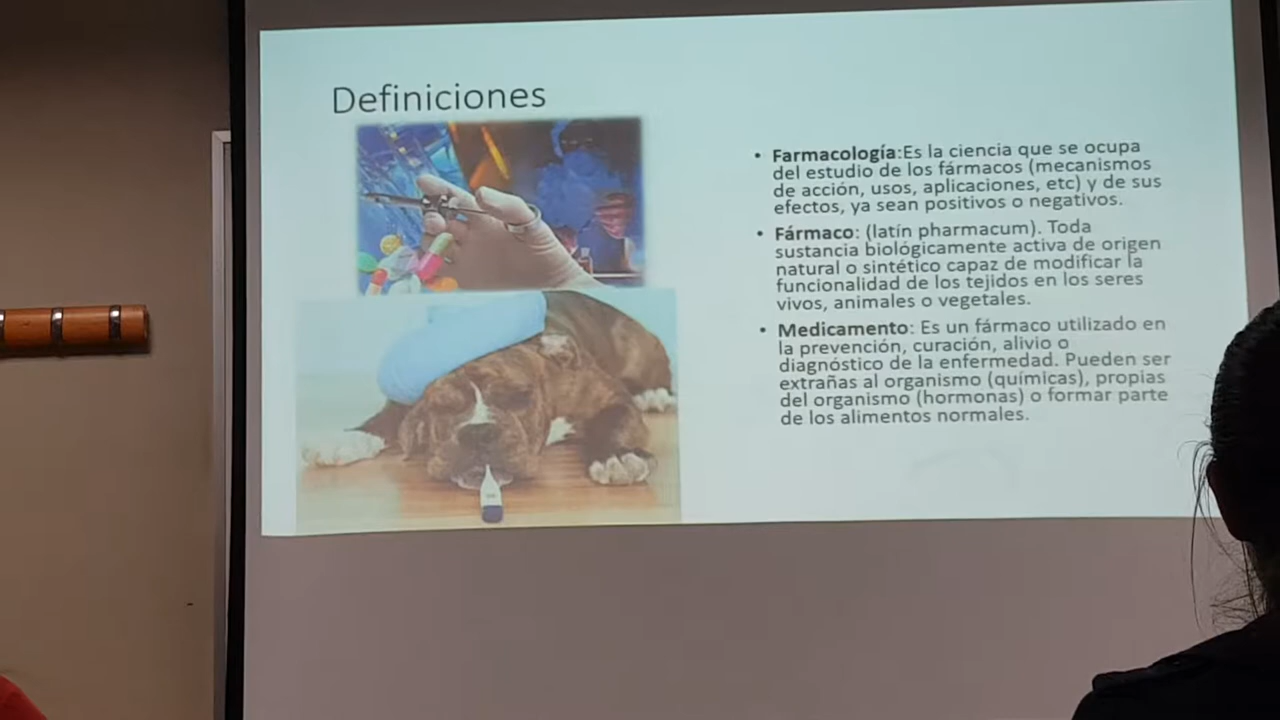 Definiciones
• Farmacología:Es la ciencia que se ocupa
del estudio de los fármacos (mecanismos
de acción, usos, aplicaciones, etc) y de sus
efectos, ya sean positivos o negativos.
• Fármaco: (latín pharmacum). Toda
sustancia biológicamente activa de origen
natural o sintético capaz de modificar la
funcionalidad de los tejidos en los seres
vivos, animales o vegetales.
• Medicamento: Es un fármaco utilizado en
la prevención, curación, alivio o
diagnóstico de la enfermedad. Pueden ser
extrañas al organismo (químicas), propias
del organismo (hormonas) o formar parte
de los alimentos normales.